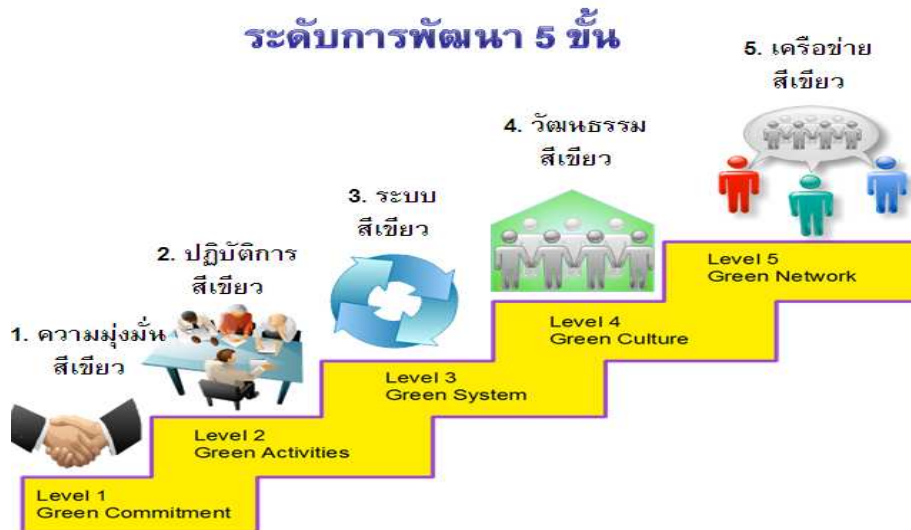 ระดับการพัฒนา 5 ขั้น
5. เครือข่าย
สีเขียว
4. วัฒนธรรม
สีเขียว
3. ระบบ
สีเขียว
2. ปฏิบัติการ
สีเขียว
1. ความมุ่งมั่น
สีเขียว
Level 5
Green Network
Level 4
Green Culture
Level 3
Green System
Level 2
Green Activities
Level 1
Green Commitment